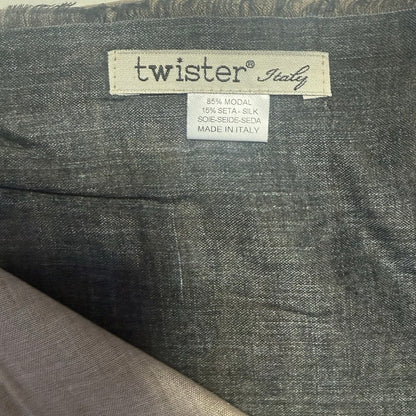 twister® Italy
85% MODAL
15% SETA - SILK
SOIE-SEIDE-SEDA
MADE IN ITALY